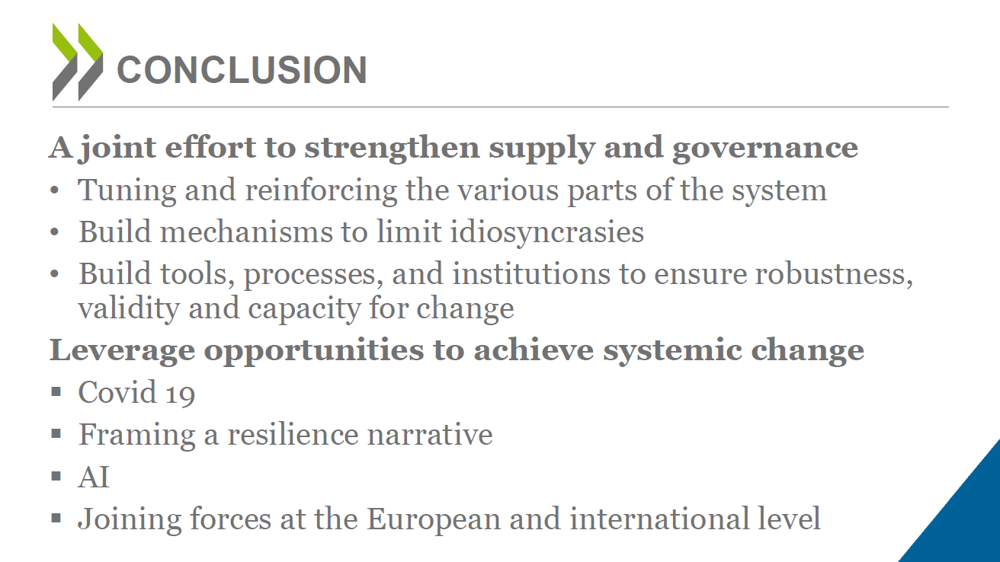 CONCLUSION
A joint effort to strengthen supply and governance
• Tuning and reinforcing the various parts of the system
• Build mechanisms to limit idiosyncrasies
• Build tools, processes, and institutions to ensure robustness,
validity and capacity for change
Leverage opportunities to achieve systemic change
▪ Covid 19
▪ Framing a resilience narrative
▪ AI
▪ Joining forces at the European and international level